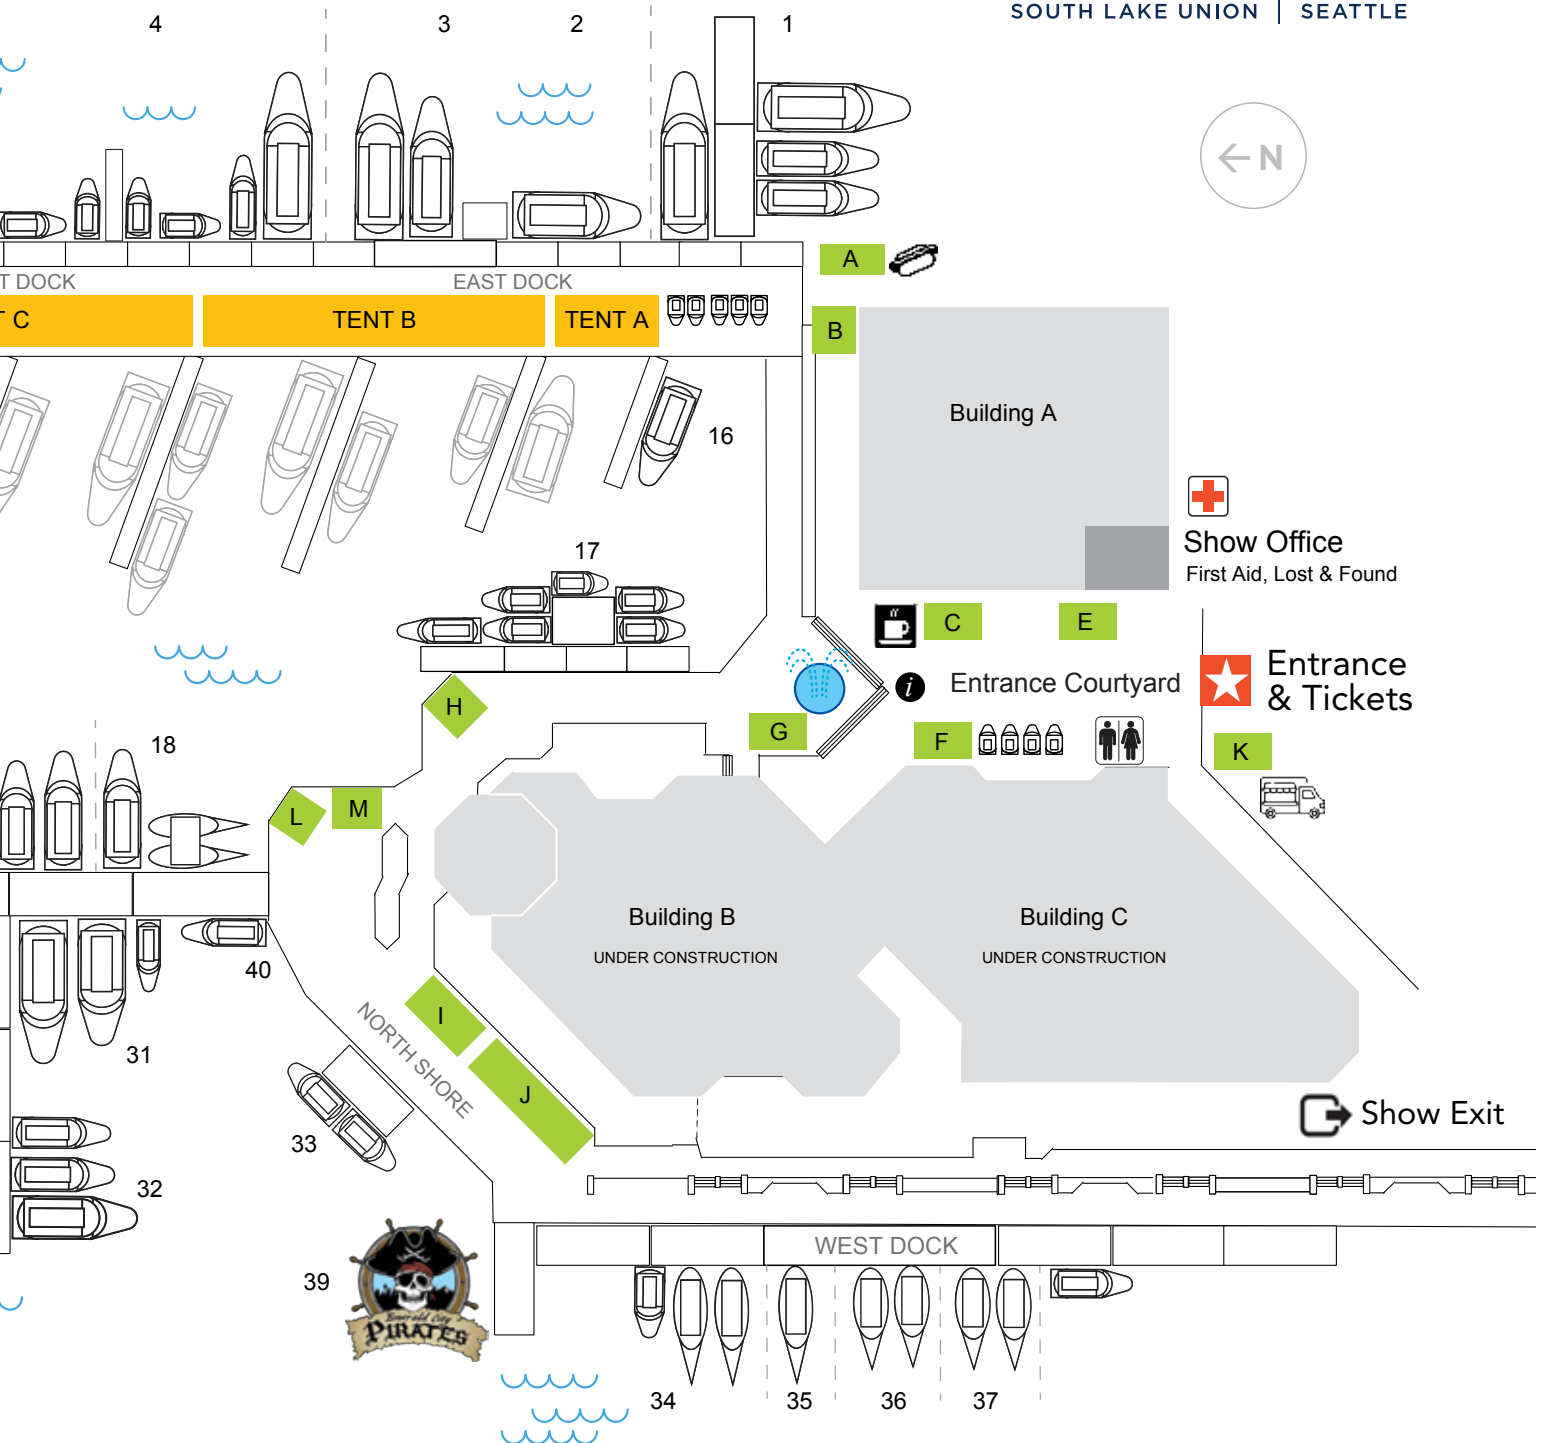 SOUTH LAKE UNION | SEATTLE
4
3
2
1
N
A
T DOCK
EAST DOCK
T C
TENT B
TENT A
B
Building A
16
Show Office
First Aid, Lost & Found
17
C
E
i
Entrance Courtyard
Entrance
& Tickets
H
G
F
K
18
L
M
Building B
UNDER CONSTRUCTION
Building C
UNDER CONSTRUCTION
40
I
NORTH SHORE
J
31
33
Show Exit
32
WEST DOCK
39
Emerald City
PIRATES
34
35
36
37